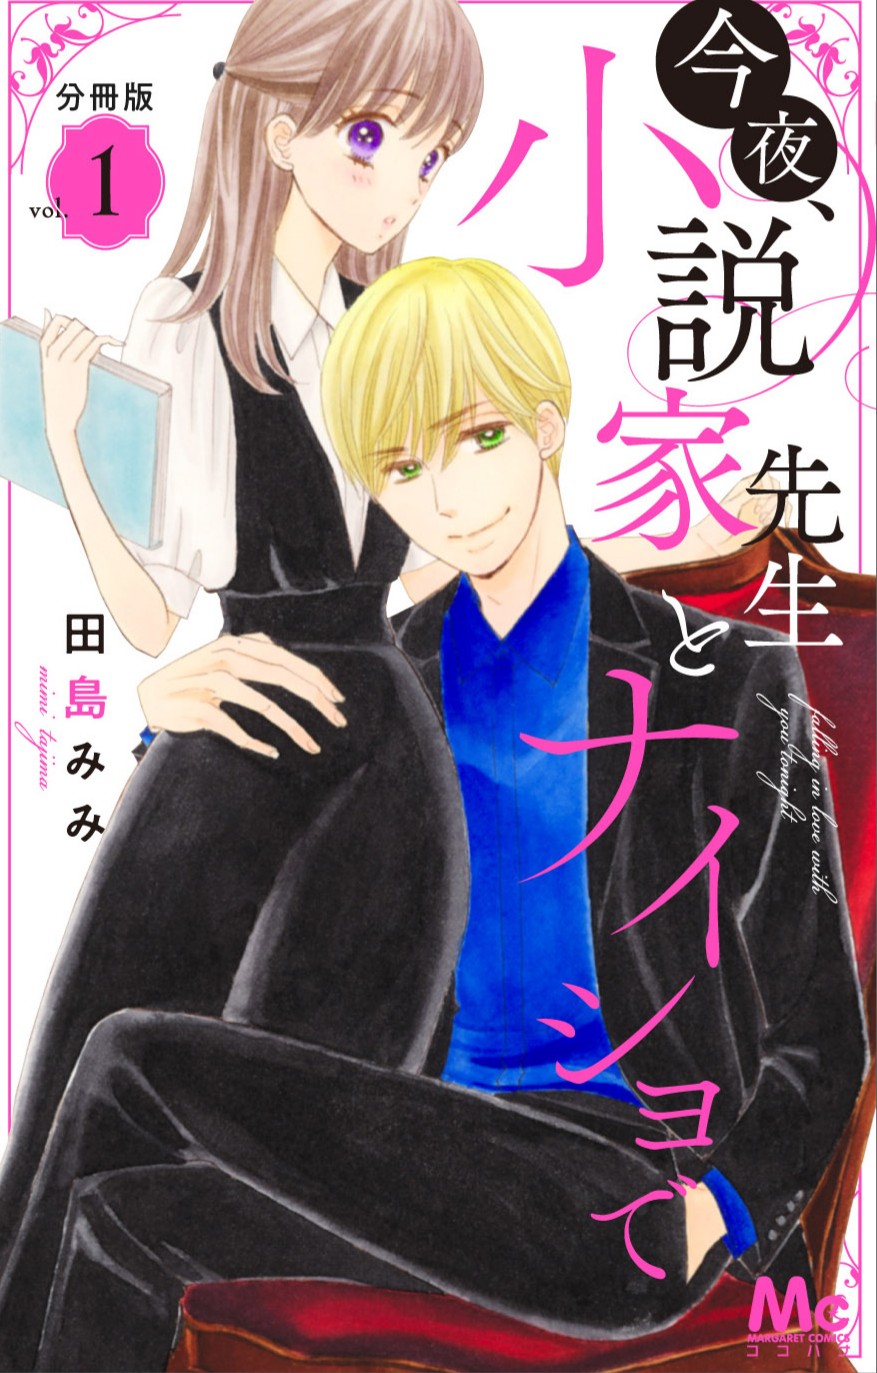 今夜、
小説家先生と
ナイショで
falling in love with
you tonight
分冊版
vol. 1
田島みみ
mimi tajima
Mc
MARGARET COMICS
ココハナ